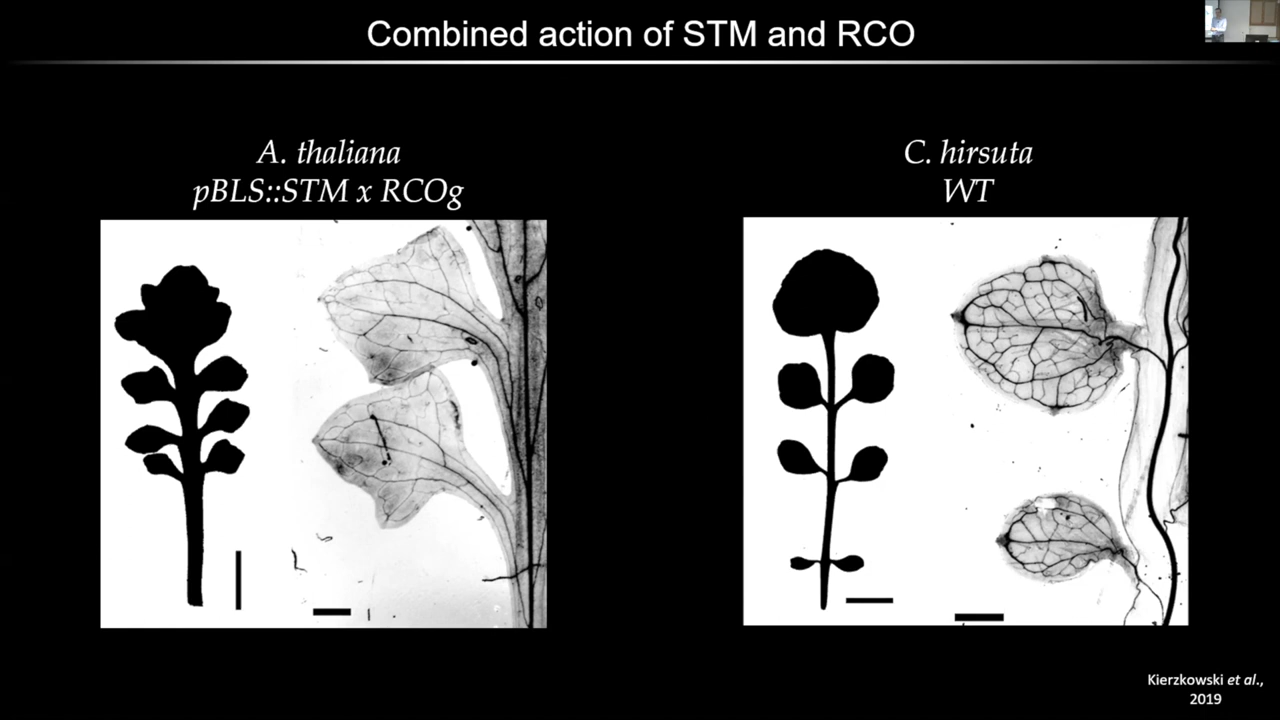 Combined action of STM and RCO
A. thaliana
pBLS::STM x RCOg
C. hirsuta
WT
Kierzkowski et al.,
2019